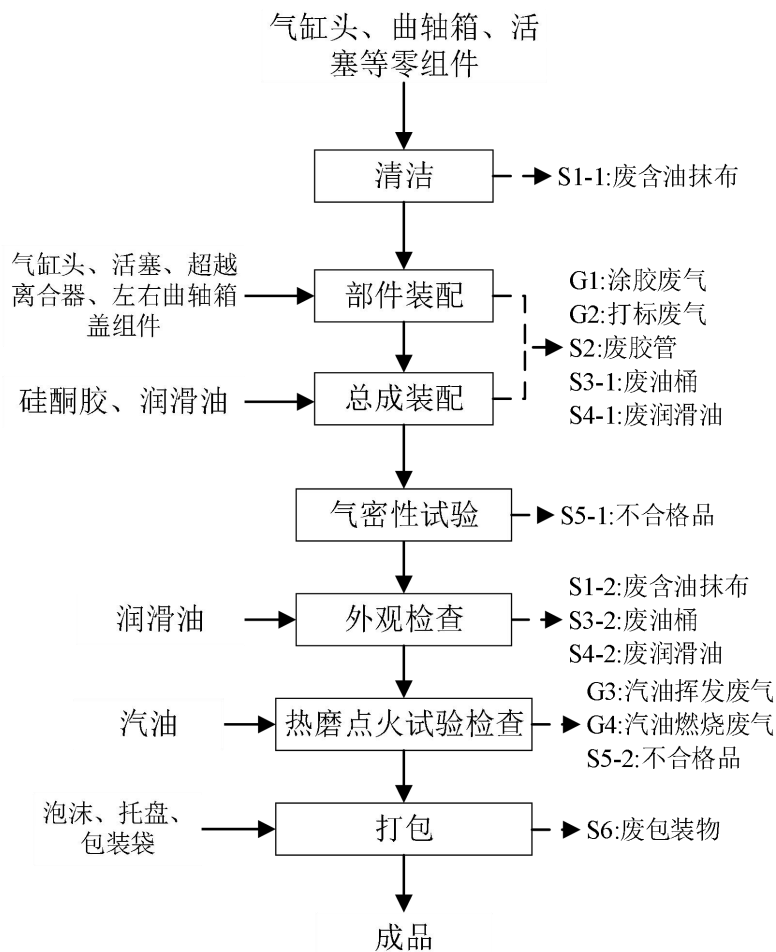 气缸头、曲轴箱、活
塞等零组件
清洁
S1-1:废含油抹布
气缸头、活塞、超越
离合器、左右曲轴箱
盖组件
部件装配
G1:涂胶废气
G2:打标废气
S2:废胶管
S3-1:废油桶
S4-1:废润滑油
硅酮胶、润滑油
总成装配
气密性试验
S5-1:不合格品
润滑油
外观检查
S1-2:废含油抹布
S3-2:废油桶
S4-2:废润滑油
汽油
热磨点火试验检查
G3:汽油挥发废气
G4:汽油燃烧废气
S5-2:不合格品
泡沫、托盘、
包装袋
打包
S6:废包装物
成品